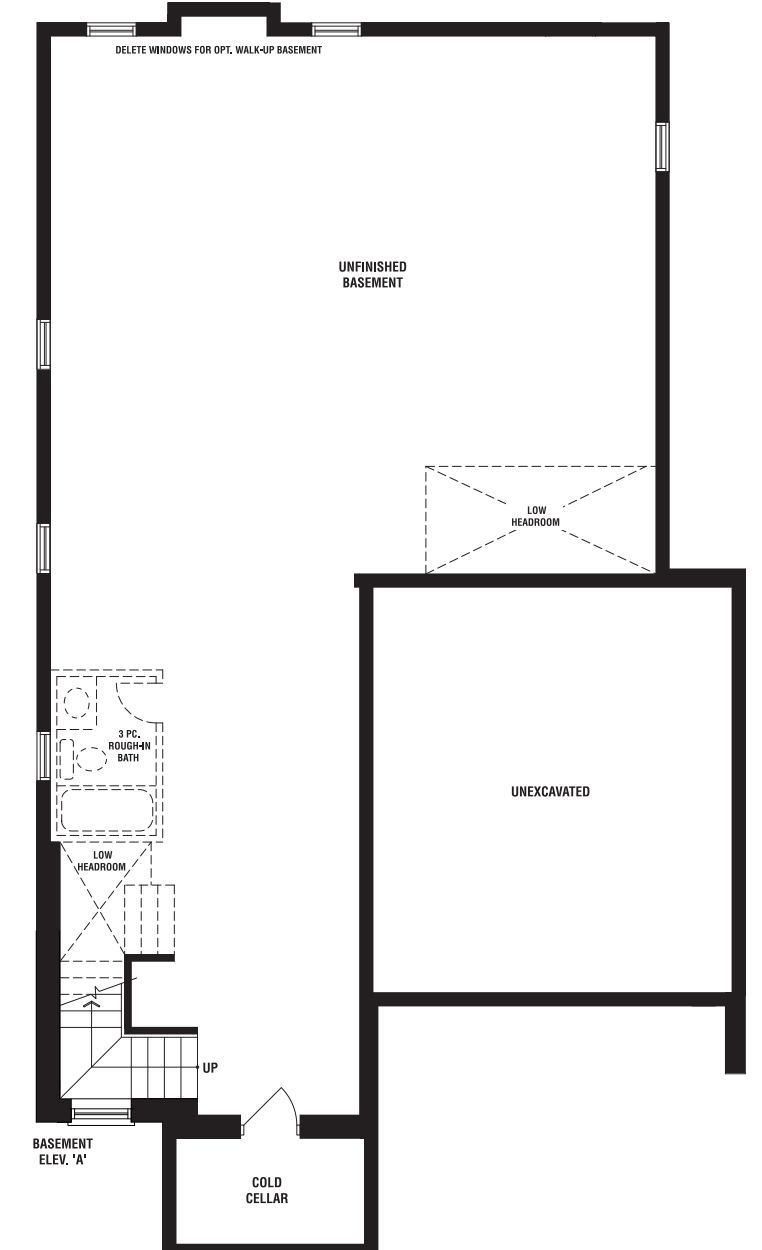 DELETE WINDOWS FOR OPT. WALK-UP BASEMENT
UNFINISHED
BASEMENT
LOW
HEADROOM
3 PC.
ROUGH-IN
BATH
UNEXCAVATED
LOW
HEADROOM
UP
BASEMENT
ELEV. 'A'
COLD
CELLAR